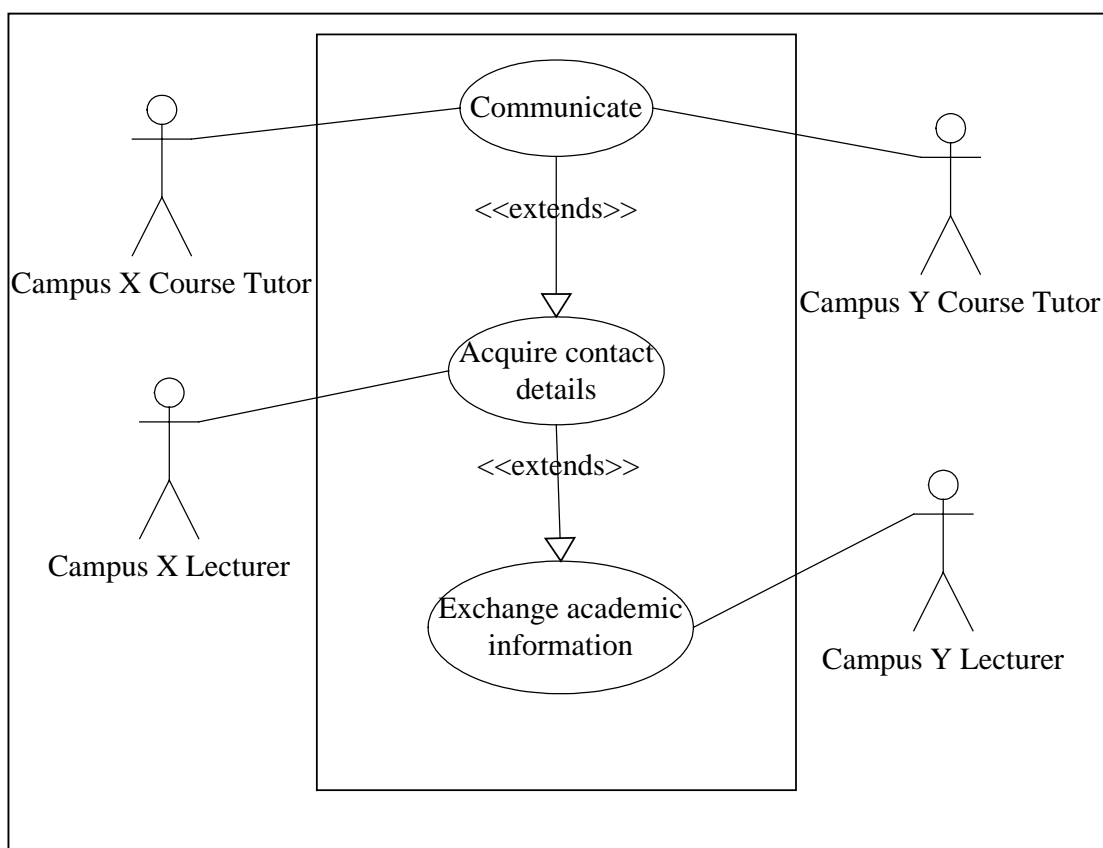 Communicate
<<extends>>
Campus X Course Tutor
Campus Y Course Tutor
Acquire contact
details
<<extends>>
Campus X Lecturer
Exchange academic
information
Campus Y Lecturer